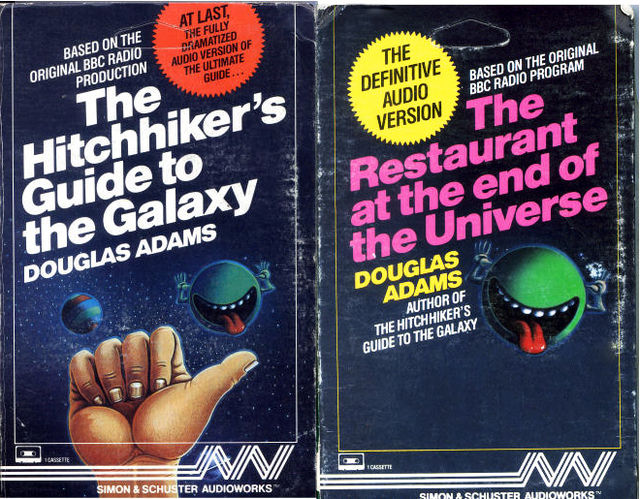 BASED ON THE
ORIGINAL BBC RADIO
PRODUCTION
AT LAST,
THE FULLY
DRAMATIZED
AUDIO VERSION OF
THE ULTIMATE
GUIDE...
The
Hitchhiker's
Guide to
the Galaxy
DOUGLAS ADAMS
1 CASSETTE
SIMON & SCHUSTER AUDIOWORKS™
THE
DEFINITIVE
AUDIO
VERSION
BASED ON THE ORIGINAL
BBC RADIO PROGRAM
The
Restaurant
at the end of
the Universe
DOUGLAS
ADAMS
AUTHOR OF
THE HITCHHIKER'S
GUIDE TO THE GALAXY
1 CASSETTE
SIMON & SCHUSTER AUDIOWORKS™